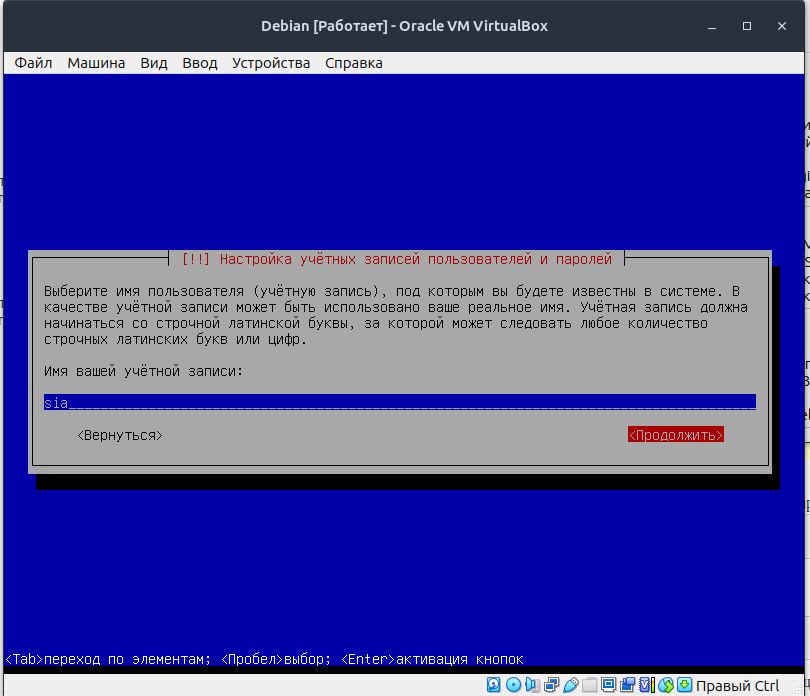 Debian [Работает] - Oracle VM VirtualBox
Файл Машина Вид Ввод Устройства Справка
[!!] Настройка учётных записей пользователей и паролей
Выберите имя пользователя (учётную запись), под которым вы будете известны в системе. В
качестве учётной записи может быть использовано ваше реальное имя. Учётная запись должна
начинаться со строчной латинской буквы, за которой может следовать любое количество
строчных латинских букв или цифр.
Имя вашей учётной записи:
sia
<Вернуться> <Продолжить>
<Tab>переход по элементам; <Пробел>выбор; <Enter>активация кнопок
Правый Ctrl